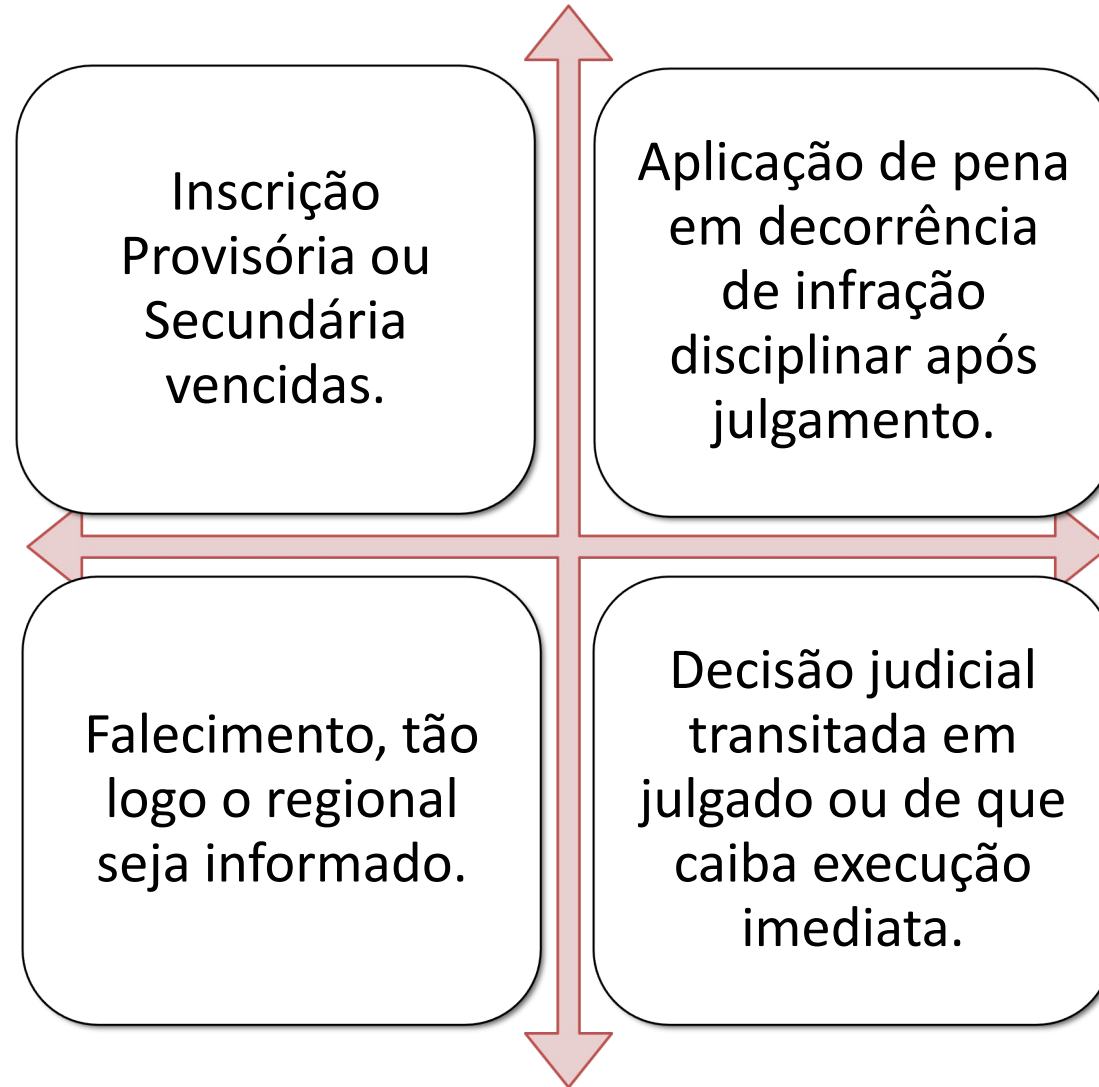 Inscrição
Provisória ou
Secundária
vencidas.
Aplicação de pena
em decorrência
de infração
disciplinar após
julgamento.
Falecimento, tão
logo o regional
seja informado.
Decisão judicial
transitada em
julgado ou de que
caiba execução
imediata.